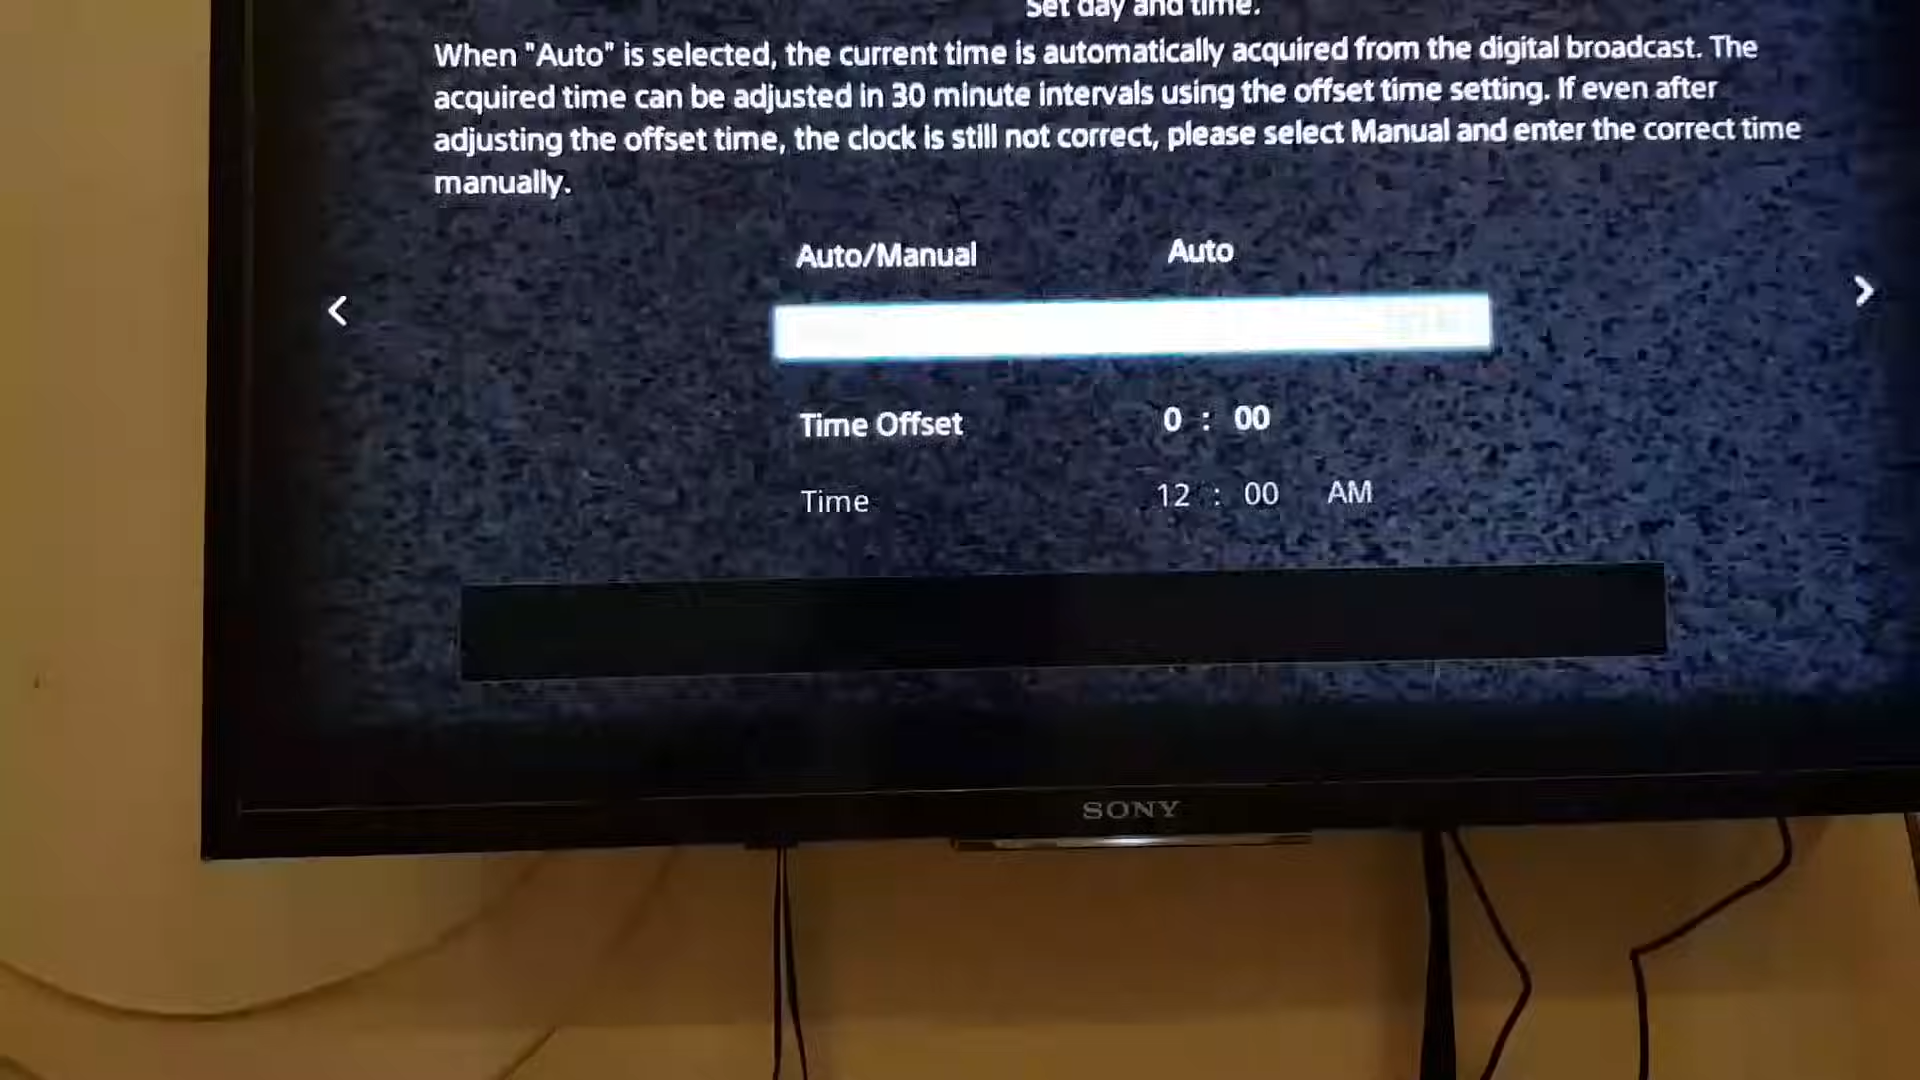 Set day and time.
When "Auto" is selected, the current time is automatically acquired from the digital broadcast. The
acquired time can be adjusted in 30 minute intervals using the offset time setting. If even after
adjusting the offset time, the clock is still not correct, please select Manual and enter the correct time
manually.
Auto/Manual Auto
Time Offset 0 : 00
Time 12 : 00 AM
SONY